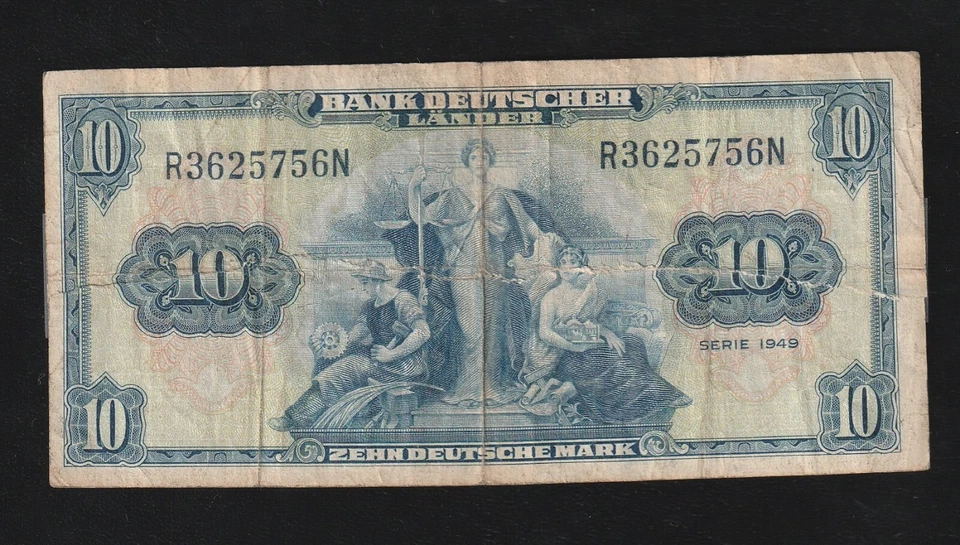 10 BANK DEUTSCHER 10
LÄNDER
R3625756N R3625756N
10 10
SERIE 1949
10 10
ZEHN DEUTSCHE MARK